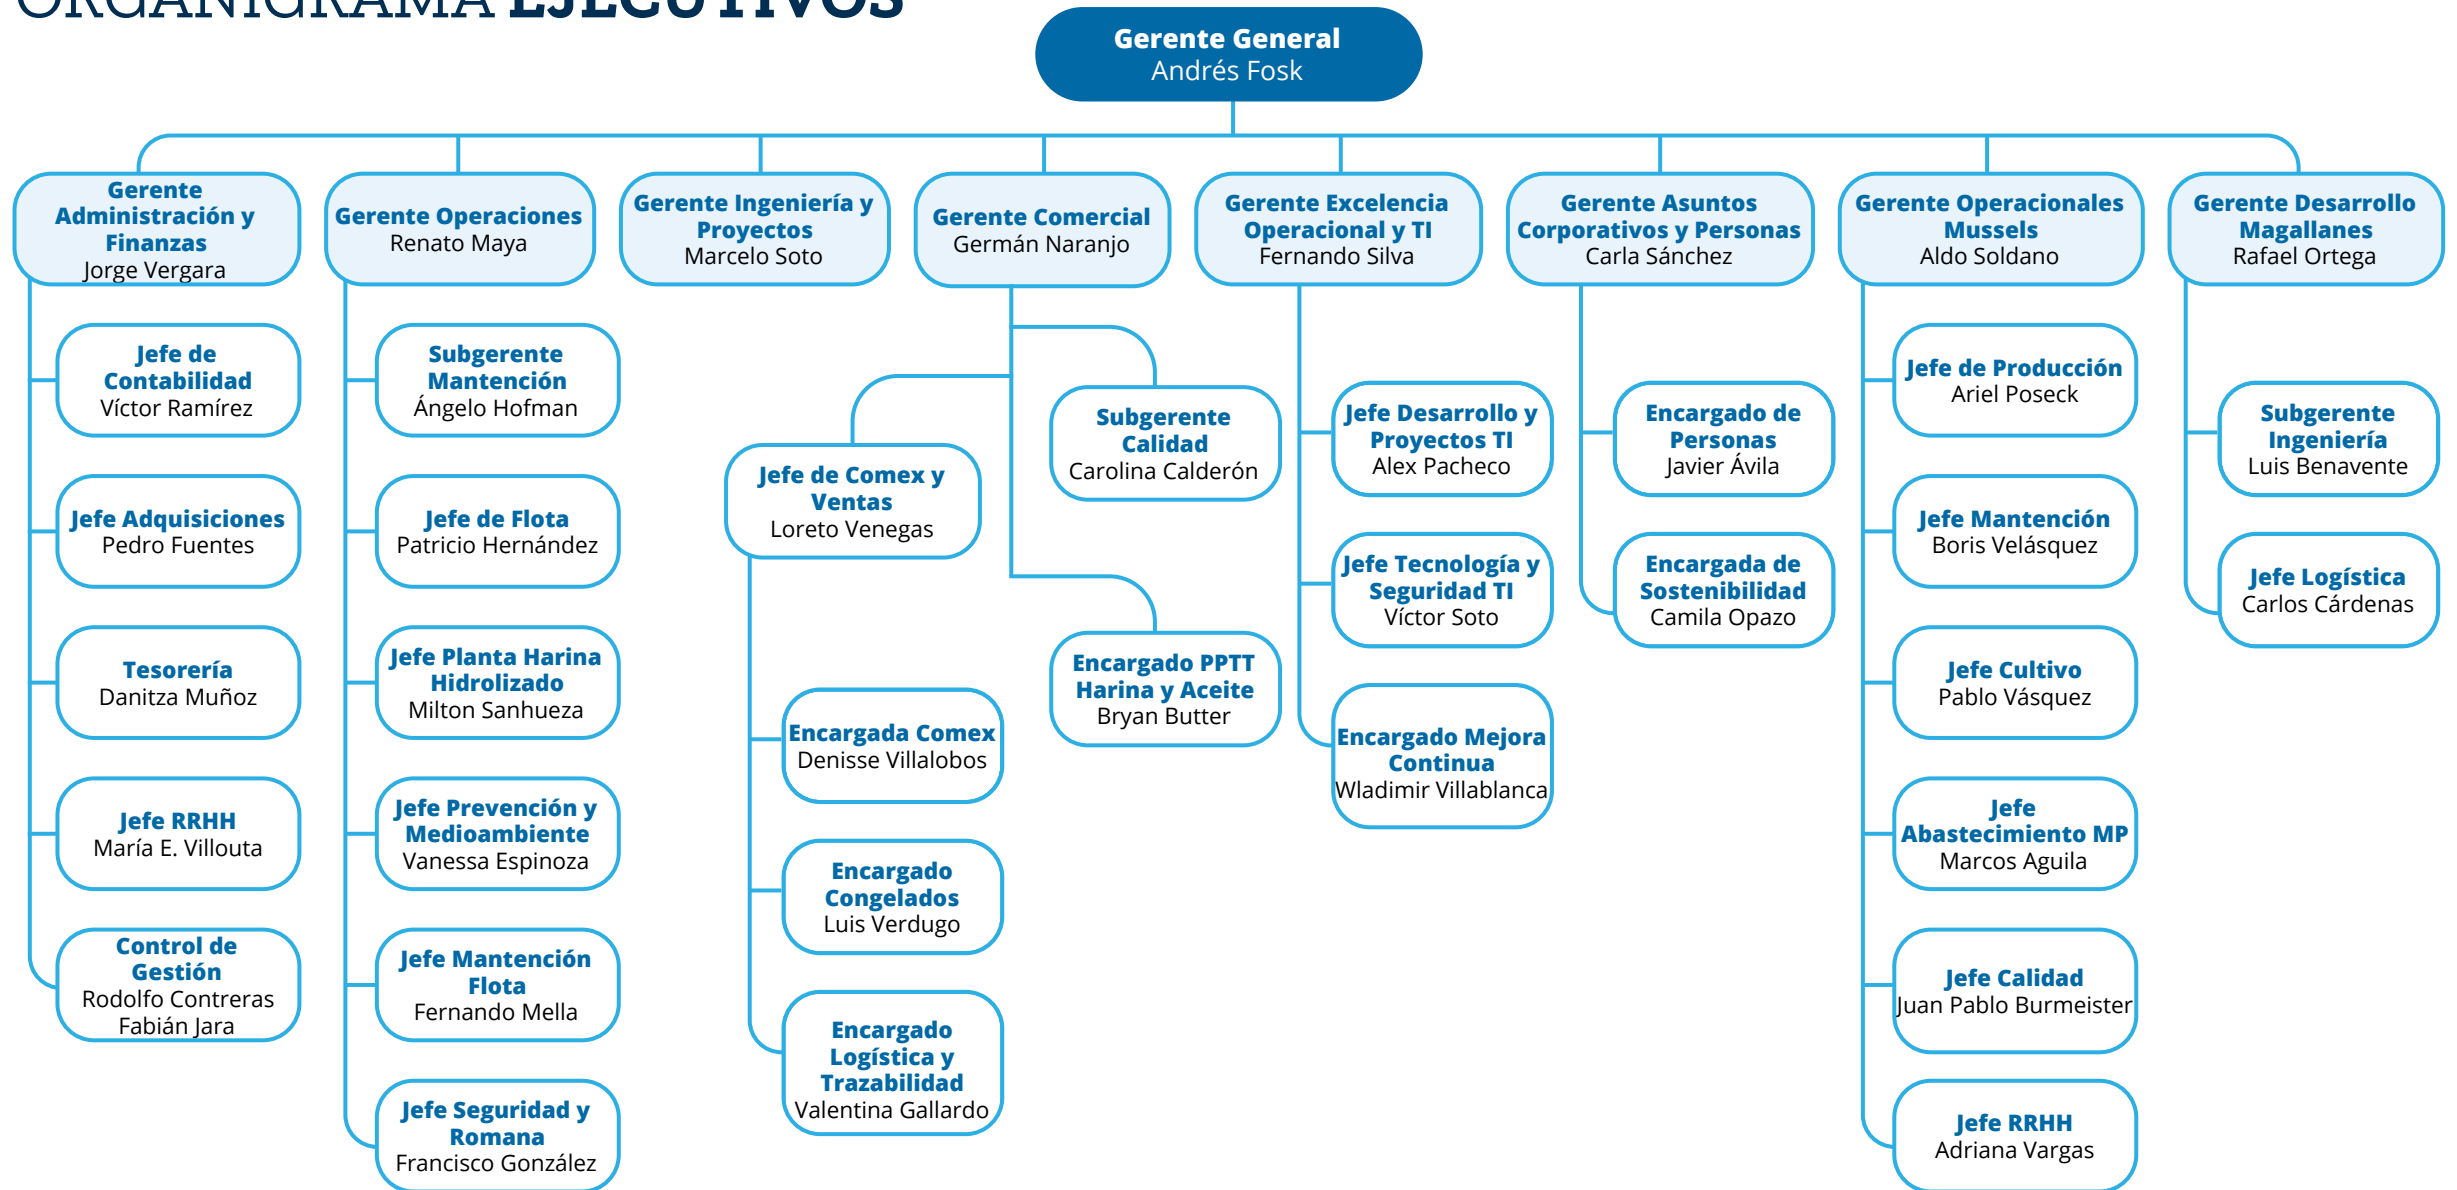 ORGANIGRAMA EJECUTIVOS
Gerente General
Andrés Fosk
Gerente
Administración y
Finanzas
Jorge Vergara
Gerente Operaciones
Renato Maya
Gerente Ingeniería y
Proyectos
Marcelo Soto
Gerente Comercial
Germán Naranjo
Gerente Excelencia
Operacional y TI
Fernando Silva
Gerente Asuntos
Corporativos y Personas
Carla Sánchez
Gerente Operacionales
Mussels
Aldo Soldano
Gerente Desarrollo
Magallanes
Rafael Ortega
Jefe de
Contabilidad
Víctor Ramírez
Jefe Adquisiciones
Pedro Fuentes
Tesorería
Danitza Muñoz
Jefe RRHH
María E. Villouta
Control de
Gestión
Rodolfo Contreras
Fabián Jara
Subgerente
Mantención
Ángelo Hofman
Jefe de Flota
Patricio Hernández
Jefe Planta Harina
Hidrolizado
Milton Sanhueza
Jefe Prevención y
Medioambiente
Vanessa Espinoza
Jefe Mantención
Flota
Fernando Mella
Jefe Seguridad y
Romana
Francisco González
Jefe de Comex y
Ventas
Loreto Venegas
Encargada Comex
Denisse Villalobos
Encargado
Congelados
Luis Verdugo
Encargado
Logística y
Trazabilidad
Valentina Gallardo
Subgerente
Calidad
Carolina Calderón
Encargado PPTT
Harina y Aceite
Bryan Butter
Jefe Desarrollo y
Proyectos TI
Alex Pacheco
Jefe Tecnología y
Seguridad TI
Víctor Soto
Encargado Mejora
Continua
Wladimir Villablanca
Encargado de
Personas
Javier Ávila
Encargada de
Sostenibilidad
Camila Opazo
Jefe de Producción
Ariel Poseck
Jefe Mantención
Boris Velásquez
Jefe Cultivo
Pablo Vásquez
Jefe
Abastecimiento MP
Marcos Aguila
Jefe Calidad
Juan Pablo Burmeister
Jefe RRHH
Adriana Vargas
Subgerente
Ingeniería
Luis Benavente
Jefe Logística
Carlos Cárdenas